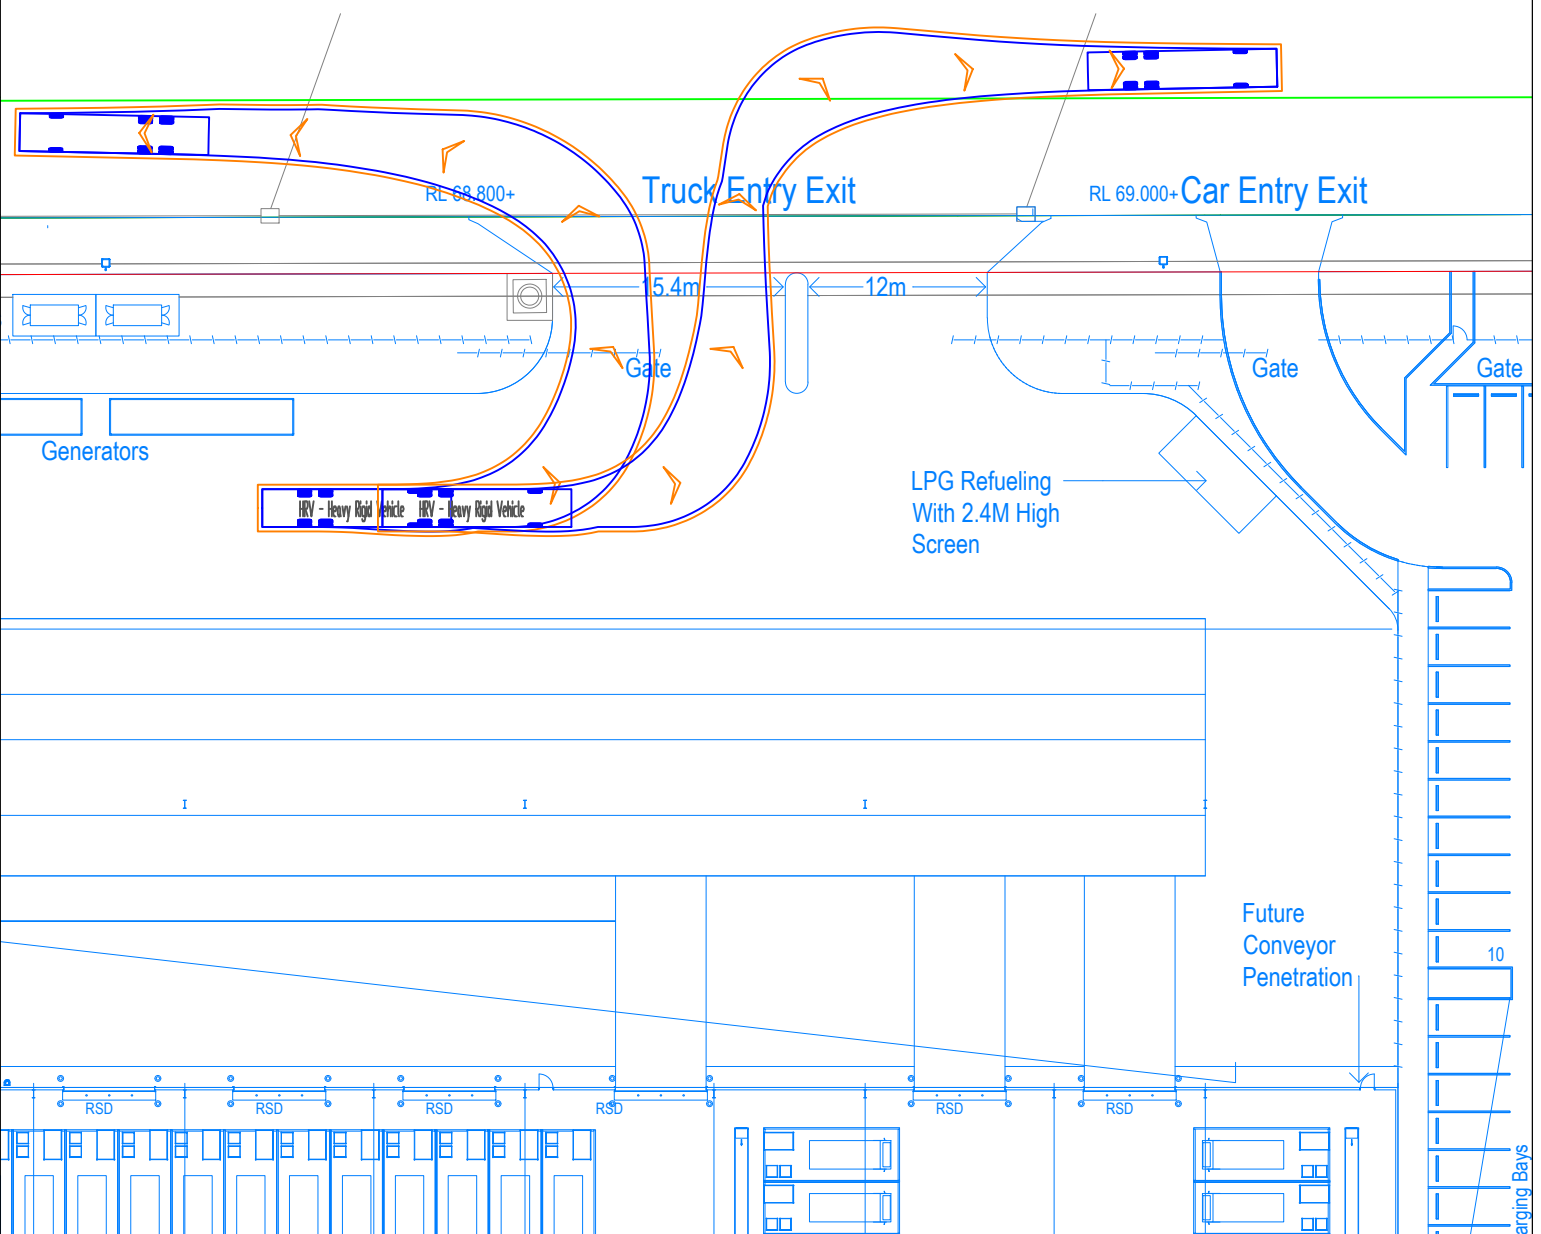 Truck Entry Exit
RL 68.800+
RL 69.000+
Car Entry Exit
15.4m
12m
Gate
Gate
Gate
Generators
HRV - Heavy Rigid Vehicle
HRV - Heavy Rigid Vehicle
LPG Refueling
With 2.4M High
Screen
Future
Conveyor
Penetration
10
RSD
RSD
RSD
RSD
RSD
RSD
arging Bays